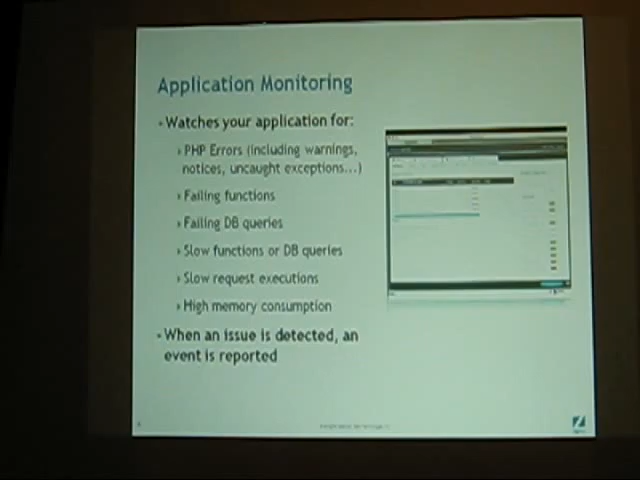 Application Monitoring
Watches your application for:
PHP Errors (including warnings,
notices, uncaught exceptions...)
Failing functions
Failing DB queries
Slow functions or DB queries
Slow request executions
High memory consumption
When an issue is detected, an
event is reported